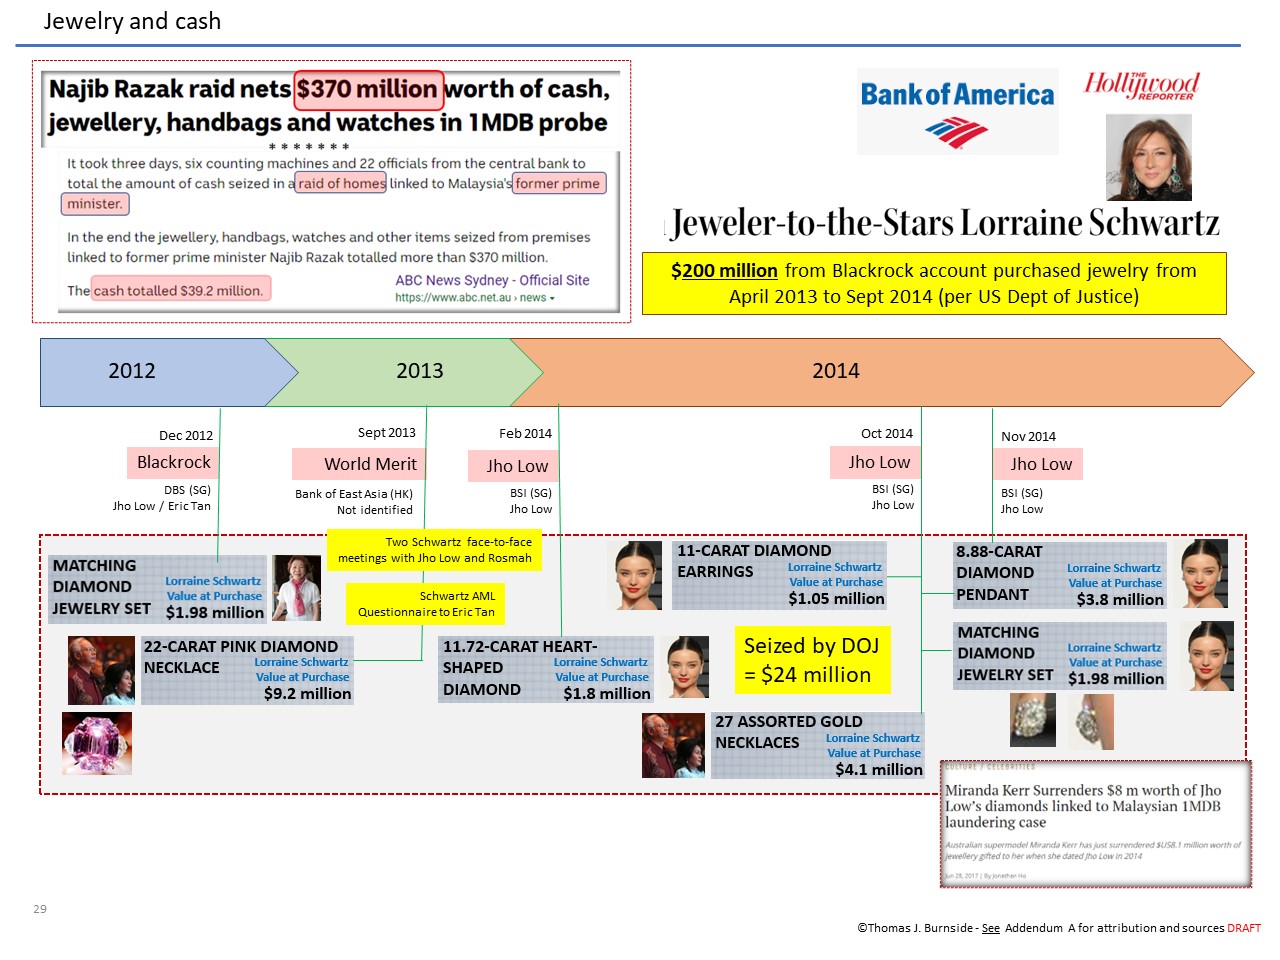 Jewelry and cash
Najib Razak raid nets $370 million worth of cash,
jewellery, handbags and watches in 1MDB probe
* * * * * * *
It took three days, six counting machines and 22 officials from the central bank to
total the amount of cash seized in a raid of homes linked to Malaysia's former prime
minister.
In the end the jewellery, handbags, watches and other items seized from premises
linked to former prime minister Najib Razak totalled more than $370 million.
The cash totalled $39.2 million.
ABC News Sydney - Official Site
https://www.abc.net.au › news
Bank of America
THE
Hollywood
REPORTER
Jeweler-to-the-Stars Lorraine Schwartz
$200 million from Blackrock account purchased jewelry from
April 2013 to Sept 2014 (per US Dept of Justice)
2012
2013
2014
Dec 2012
Blackrock
DBS (SG)
Jho Low / Eric Tan
Sept 2013
World Merit
Bank of East Asia (HK)
Not identified
Feb 2014
Jho Low
BSI (SG)
Jho Low
Oct 2014
Jho Low
BSI (SG)
Jho Low
Nov 2014
Jho Low
BSI (SG)
Jho Low
Two Schwartz face-to-face
meetings with Jho Low and Rosmah
Schwartz AML
Questionnaire to Eric Tan
MATCHING
DIAMOND
JEWELRY SET
Lorraine Schwartz
Value at Purchase
$1.98 million
22-CARAT PINK DIAMOND
NECKLACE
Lorraine Schwartz
Value at Purchase
$9.2 million
11.72-CARAT HEART-
SHAPED
DIAMOND
Lorraine Schwartz
Value at Purchase
$1.8 million
11-CARAT DIAMOND
EARRINGS
Lorraine Schwartz
Value at Purchase
$1.05 million
Seized by DOJ
= $24 million
27 ASSORTED GOLD
NECKLACES
Lorraine Schwartz
Value at Purchase
$4.1 million
8.88-CARAT
DIAMOND
PENDANT
Lorraine Schwartz
Value at Purchase
$3.8 million
MATCHING
DIAMOND
JEWELRY SET
Lorraine Schwartz
Value at Purchase
$1.98 million
CULTURE / CELEBRITIES
Miranda Kerr Surrenders $8 m worth of Jho
Low's diamonds linked to Malaysian 1MDB
laundering case
Australian supermodel Miranda Kerr has just surrendered $US8.1 million worth of
jewellery gifted to her when she dated Jho Low in 2014
Jun 28, 2017 | By Jonathan Ho
29
©Thomas J. Burnside - See Addendum A for attribution and sources DRAFT